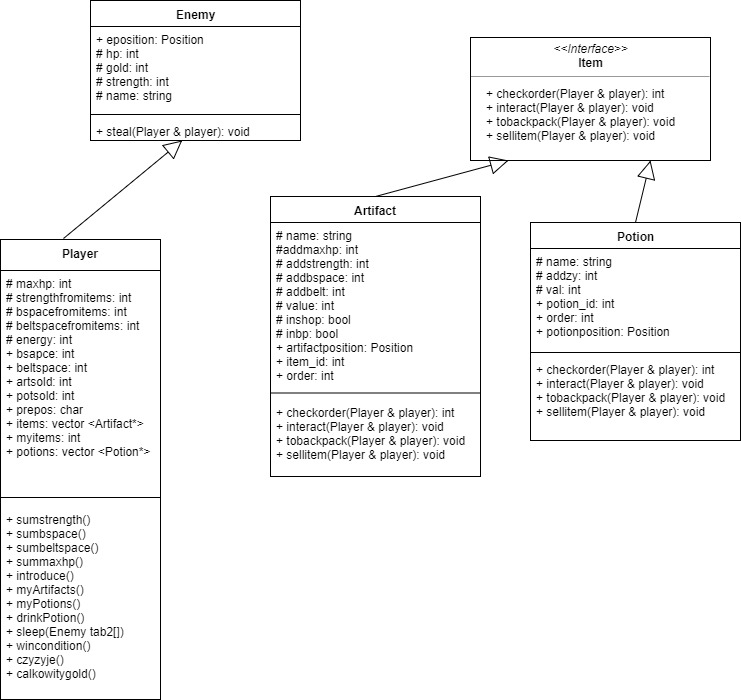 Enemy
+ eposition: Position
# hp: int
# gold: int
# strength: int
# name: string
+ steal(Player & player): void
<<Interface>>
Item
+ checkorder(Player & player): int
+ interact(Player & player): void
+ tobackpack(Player & player): void
+ sellitem(Player & player): void
Player
# maxhp: int
# strengthfromitems: int
# bspacefromitems: int
# beltspacefromitems: int
# energy: int
+ bsapce: int
+ beltspace: int
+ artsold: int
+ potsold: int
+ prepos: char
+ items: vector <Artifact*>
+ myitems: int
+ potions: vector <Potion*>
+ sumstrength()
+ sumbspace()
+ sumbeltspace()
+ summaxhp()
+ introduce()
+ myArtifacts()
+ myPotions()
+ drinkPotion()
+ sleep(Enemy tab2[])
+ wincondition()
+ czyzyje()
+ calkowitygold()
Artifact
# name: string
#addmaxhp: int
# addstrength: int
# addbspace: int
# addbelt: int
# value: int
# inshop: bool
# inbp: bool
+ artifactposition: Position
+ item_id: int
+ order: int
+ checkorder(Player & player): int
+ interact(Player & player): void
+ tobackpack(Player & player): void
+ sellitem(Player & player): void
Potion
# name: string
# addzy: int
# val: int
+ potion_id: int
+ order: int
+ potionposition: Position
+ checkorder(Player & player): int
+ interact(Player & player): void
+ tobackpack(Player & player): void
+ sellitem(Player & player): void